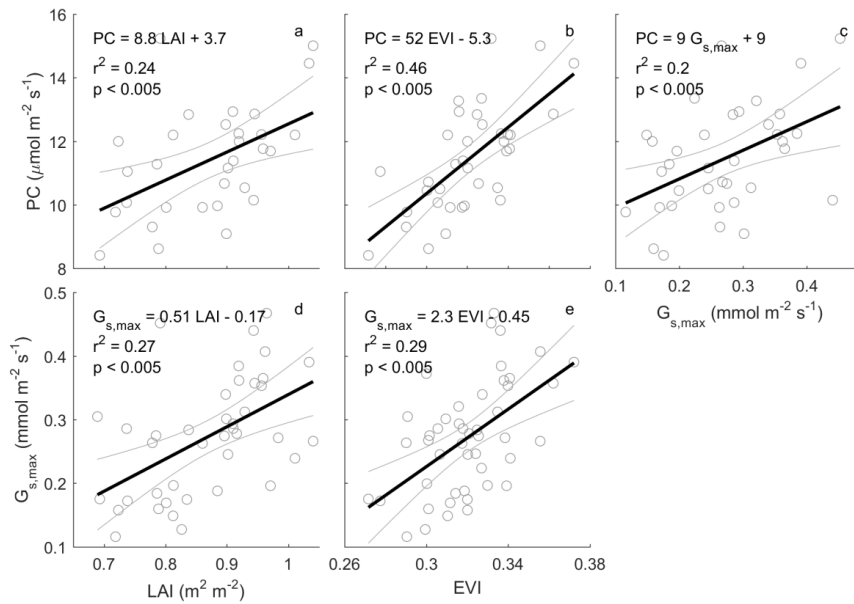 PC = 8.8 LAI + 3.7
a
r² = 0.24
p < 0.005
PC = 52 EVI - 5.3
b
r² = 0.46
p < 0.005
PC = 9 Gs,max + 9
c
r² = 0.2
p < 0.005
16
14
12
10
8
PC (μmol m⁻² s⁻¹)
0.1
0.2
0.3
0.4
Gs,max (mmol m⁻² s⁻¹)
Gs,max = 0.51 LAI - 0.17
d
r² = 0.27
p < 0.005
Gs,max = 2.3 EVI - 0.45
e
r² = 0.29
p < 0.005
0.5
0.4
0.3
0.2
0.1
Gs,max (mmol m⁻² s⁻¹)
0.7
0.8
0.9
1
LAI (m² m⁻²)
0.26
0.3
0.34
0.38
EVI